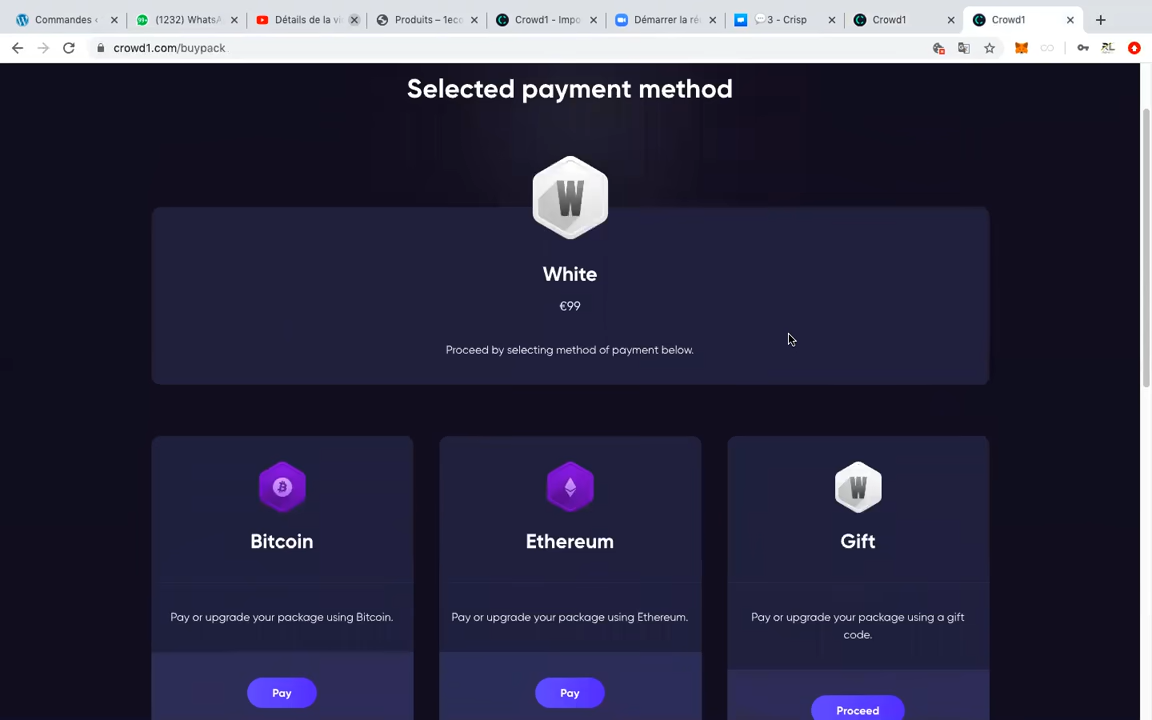 Commandes ‹
(1232) WhatsA
Détails de la vi
Produits – 1eco
Crowd1 - Impo
Démarrer la ré
3 - Crisp
Crowd1
Crowd1
crowd1.com/buypack
Selected payment method
W
White
€99
Proceed by selecting method of payment below.
W
Bitcoin
Ethereum
Gift
Pay or upgrade your package using Bitcoin.
Pay or upgrade your package using Ethereum.
Pay or upgrade your package using a gift
code.
Pay
Pay
Proceed